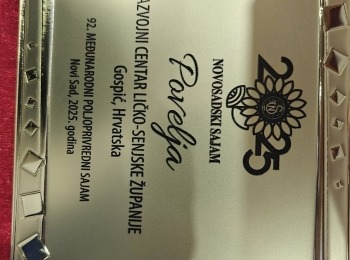 2025
NOVOSADSKI SAJAM
Povelja
RAZVOJNI CENTAR LIČKO-SENJSKE ŽUPANIJE
Gospić, Hrvatska
92. MEĐUNARODNI POLJOPRIVREDNI SAJAM
Novi Sad, 2025. godina